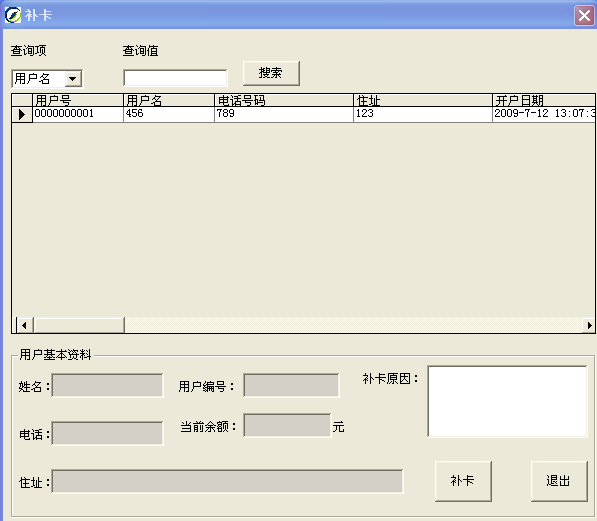 补卡
查询项 查询值
用户名 搜索
用户号 用户名 电话号码 住址 开户日期
0000000001 456 789 123 2009-7-12 13:07:3
用户基本资料
姓名： 用户编号： 补卡原因：
电话： 当前余额： 元
住址： 补卡 退出